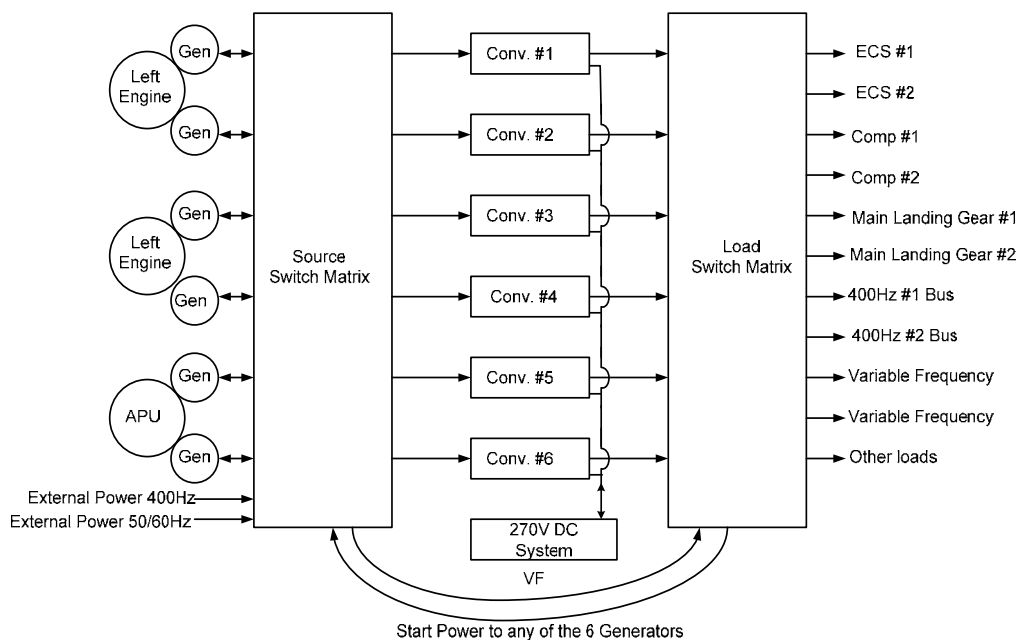 Gen
Left
Engine
Gen
Gen
Left
Engine
Gen
Gen
APU
Gen
External Power 400Hz
External Power 50/60Hz
Source
Switch Matrix
Conv. #1
Conv. #2
Conv. #3
Conv. #4
Conv. #5
Conv. #6
270V DC
System
VF
Load
Switch Matrix
ECS #1
ECS #2
Comp #1
Comp #2
Main Landing Gear #1
Main Landing Gear #2
400Hz #1 Bus
400Hz #2 Bus
Variable Frequency
Variable Frequency
Other loads
Start Power to any of the 6 Generators